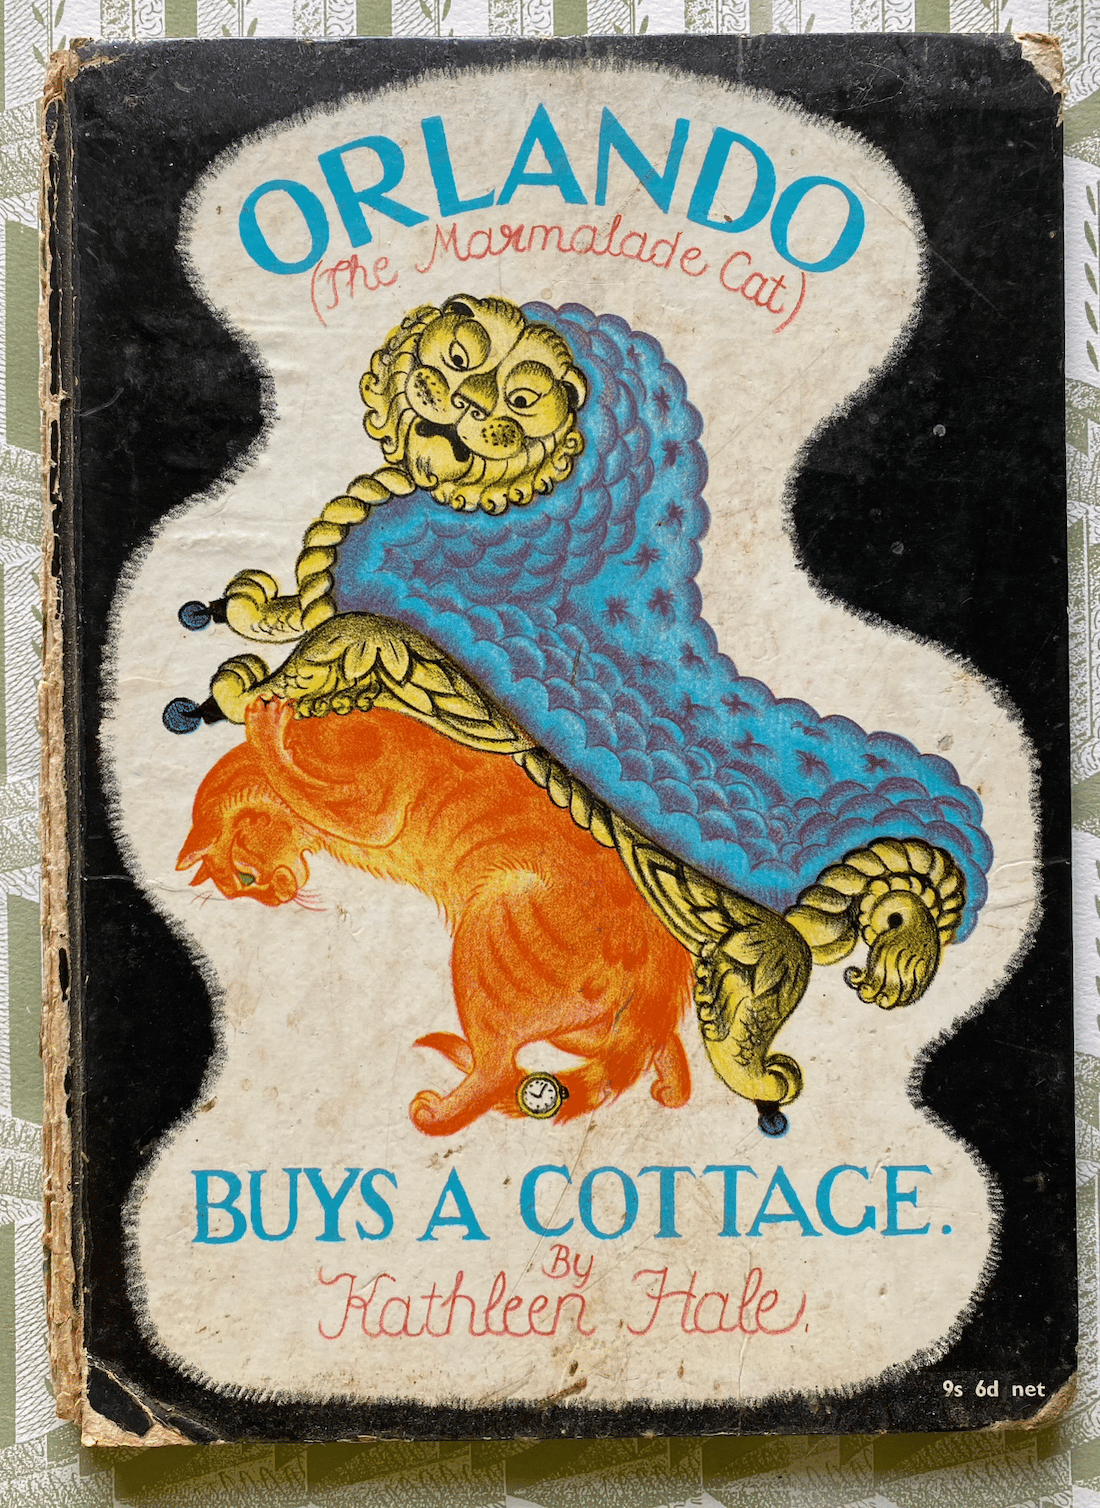 ORLANDO
(The Marmalade Cat)
BUYS A COTTAGE.
By
Kathleen Hale.
9s 6d net